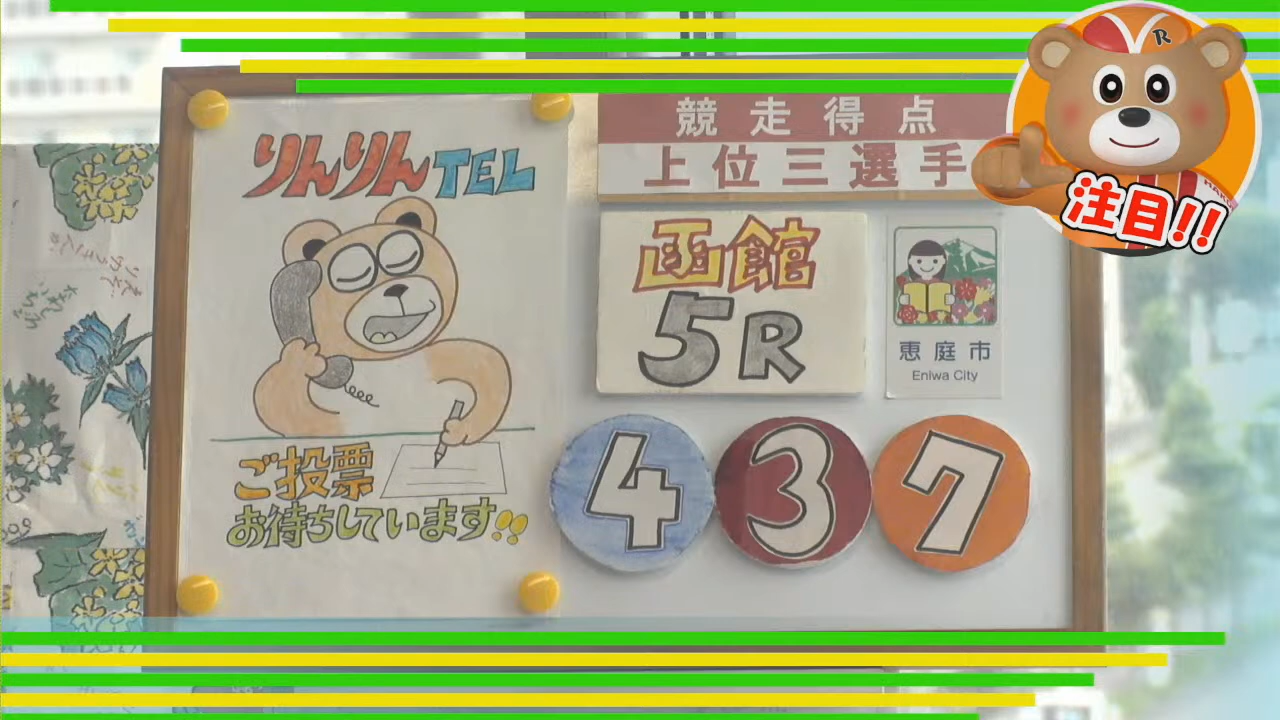 りんりんTEL
ご投票
お待ちしています!!
競走得点
上位三選手
函館
5R
恵庭市
Eniwa City
4 3 7
R
注目!!